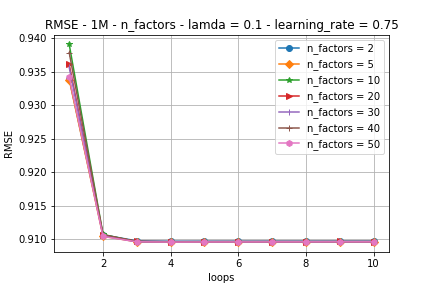 RMSE - 1M - n_factors - lamda = 0.1 - learning_rate = 0.75
0.940
0.935
0.930
0.925
0.920
0.915
0.910
RMSE
n_factors = 2
n_factors = 5
n_factors = 10
n_factors = 20
n_factors = 30
n_factors = 40
n_factors = 50
2 4 6 8 10
loops